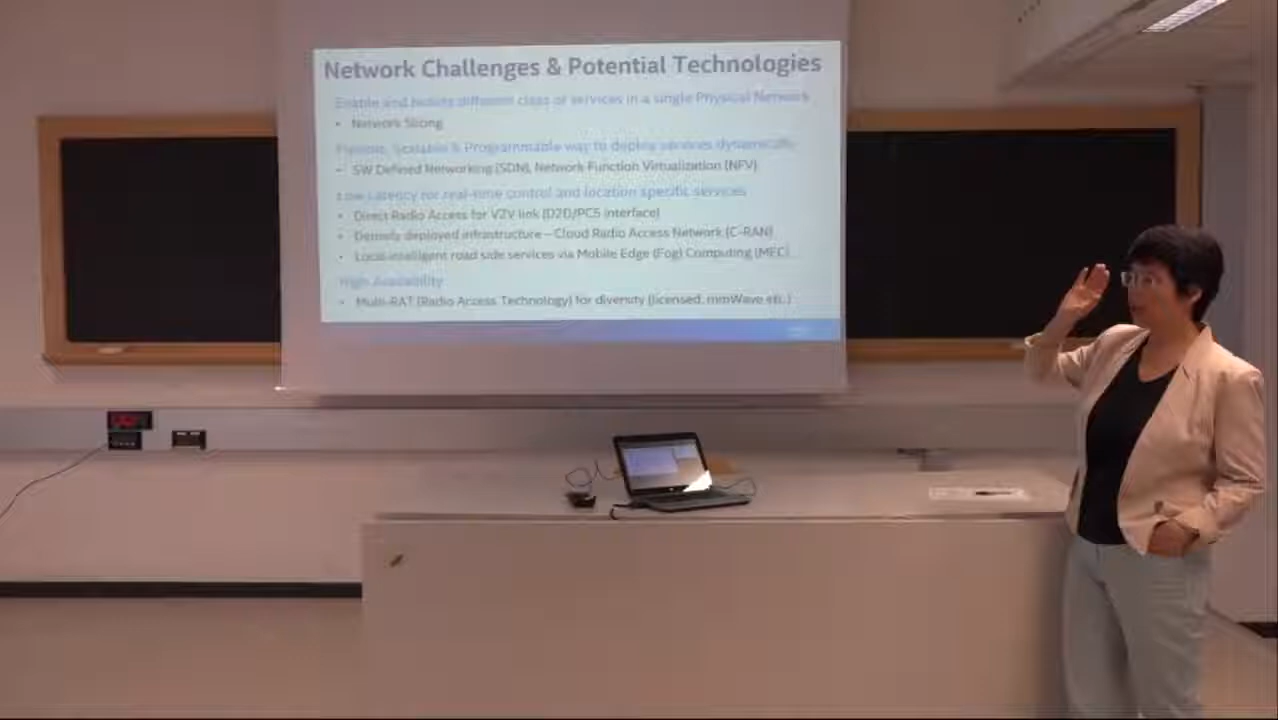 Network Challenges & Potential Technologies
Enable and isolate different class of services in a single Physical Network
• Network Slicing
Flexible, Scalable & Programmable way to deploy services dynamically
• SW Defined Networking (SDN), Network Function Virtualization (NFV)
Low Latency for real-time control and location specific services
• Direct Radio Access for V2V link (D2D/PC5 interface)
• Densely deployed infrastructure – Cloud Radio Access Network (C-RAN)
• Local intelligent road side services via Mobile Edge (Fog) Computing (MEC)
High Availability
• Multi-RAT (Radio Access Technology) for diversity (licensed, mmWave etc.)